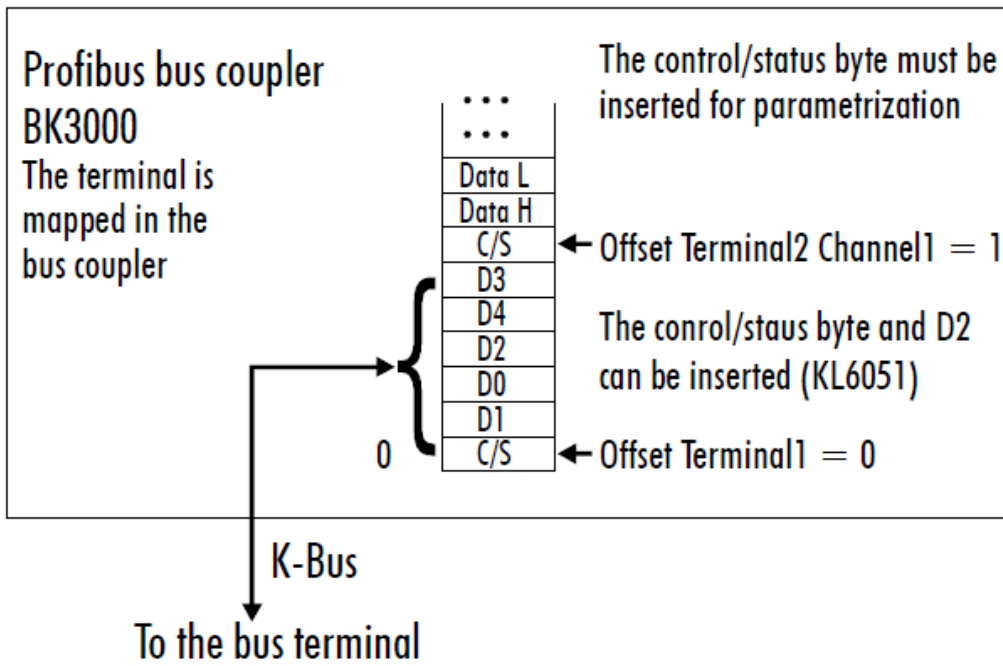 Profibus bus coupler
BK3000
The terminal is
mapped in the
bus coupler
The control/status byte must be
inserted for parametrization
...
...
Data L
Data H
C/S
D3
D4
D2
D0
D1
C/S
0
Offset Terminal2 Channel1 = 1
The conrol/staus byte and D2
can be inserted (KL6051)
Offset Terminal1 = 0
K-Bus
To the bus terminal